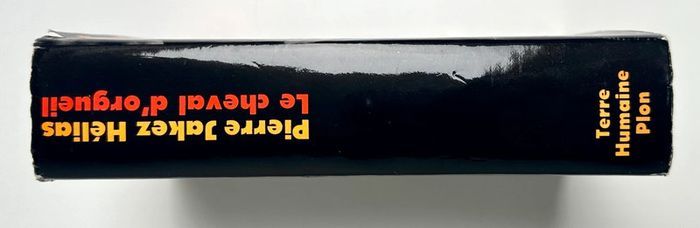 Pierre Jakez Hélias
Le cheval d'orgueil
Terre
Humaine
Plon